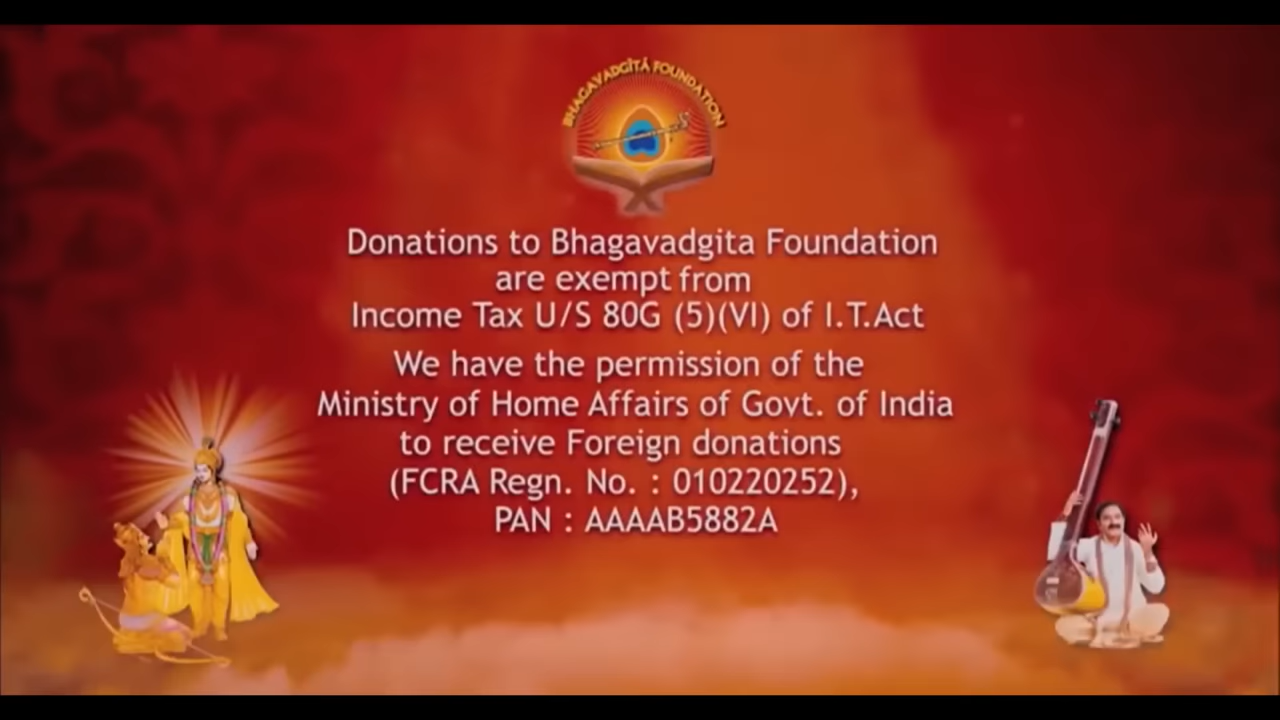 BHAGAVADGĪTĀ FOUNDATION
Donations to Bhagavadgita Foundation
are exempt from
Income Tax U/S 80G (5)(VI) of I.T.Act
We have the permission of the
Ministry of Home Affairs of Govt. of India
to receive Foreign donations
(FCRA Regn. No. : 010220252),
PAN : AAAAB5882A